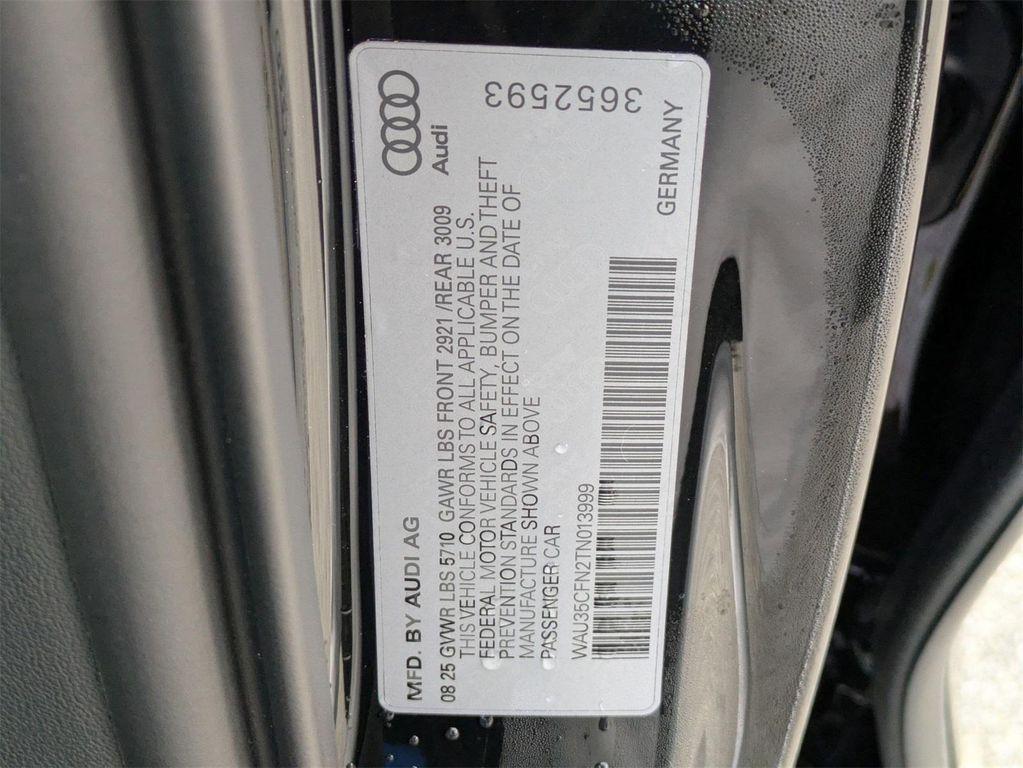 MFD. BY AUDI AG
Audi
08 25 GVWR LBS 5710 GAWR LBS FRONT 2921 /REAR 3009
THIS VEHICLE CONFORMS TO ALL APPLICABLE U.S.
FEDERAL MOTOR VEHICLE SAFETY, BUMPER AND THEFT
PREVENTION STANDARDS IN EFFECT ON THE DATE OF
MANUFACTURE SHOWN ABOVE
PASSENGER CAR
3652593
WAU35CFN2TN013999
GERMANY